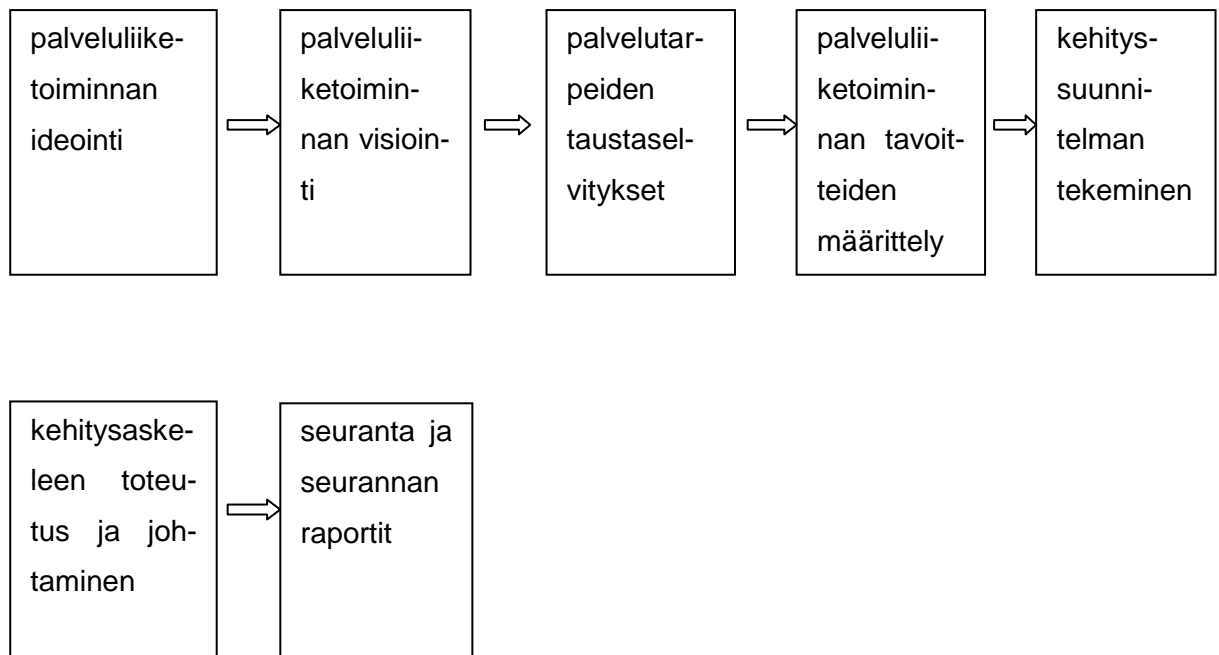 palveluliike-
toiminnan
ideointi
palvelulii-
ketoimin-
nan visioin-
ti
palvelutar-
peiden
taustasel-
vitykset
palvelulii-
ketoimin-
nan tavoit-
teiden
määrittely
kehitys-
suunni-
telman
tekeminen
kehitysaske-
leen toteu-
tus ja joh-
taminen
seuranta ja
seurannan
raportit